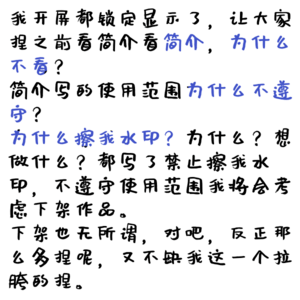 我开屏都锁定显示了，让大家
捏之前看简介看简介，为什么
不看？
简介写的使用范围为什么不遵
守？
为什么擦我水印？为什么？想
做什么？都写了禁止擦我水
印，不遵守使用范围我将会考
虑下架作品。
下架也无所谓，对吧，反正那
么多捏呢，又不缺我这一个拉
胯的捏。